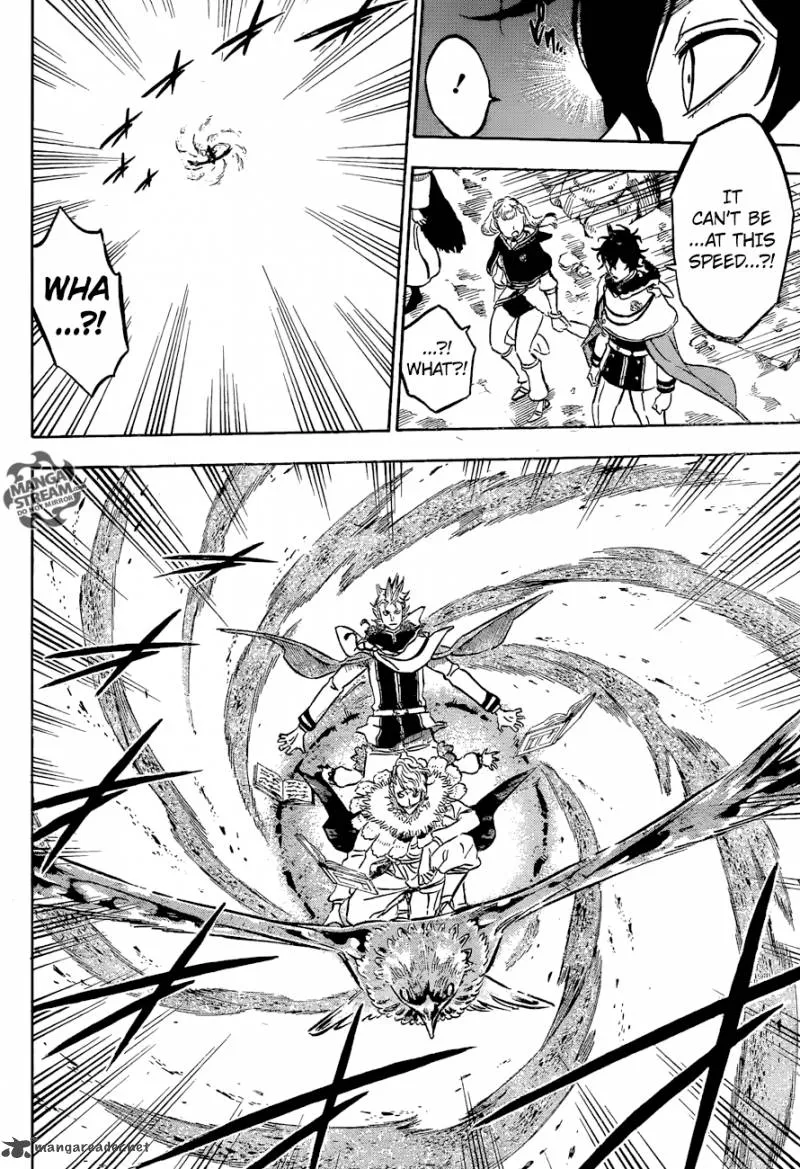 !
IT
CAN'T BE
...AT THIS
SPEED...?!
...?!
WHAT?!
WHA
...?!
MANGA
STREAM
DO NOT MIRROR
mangareader.net